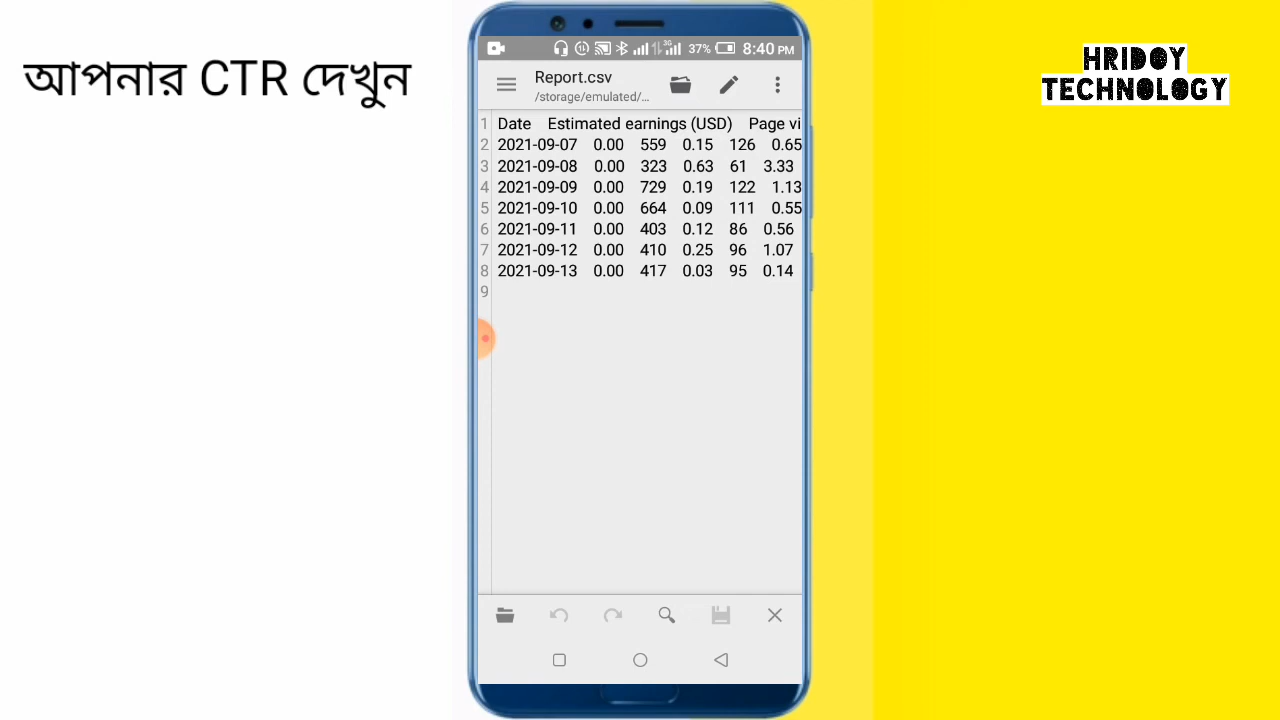 আপনার CTR দেখুন
HRIDOY
TECHNOLOGY
3G 37% 8:40 PM
Report.csv
/storage/emulated/...
1 Date Estimated earnings (USD) Page vi
2 2021-09-07 0.00 559 0.15 126 0.65
3 2021-09-08 0.00 323 0.63 61 3.33
4 2021-09-09 0.00 729 0.19 122 1.13
5 2021-09-10 0.00 664 0.09 111 0.55
6 2021-09-11 0.00 403 0.12 86 0.56
7 2021-09-12 0.00 410 0.25 96 1.07
8 2021-09-13 0.00 417 0.03 95 0.14
9